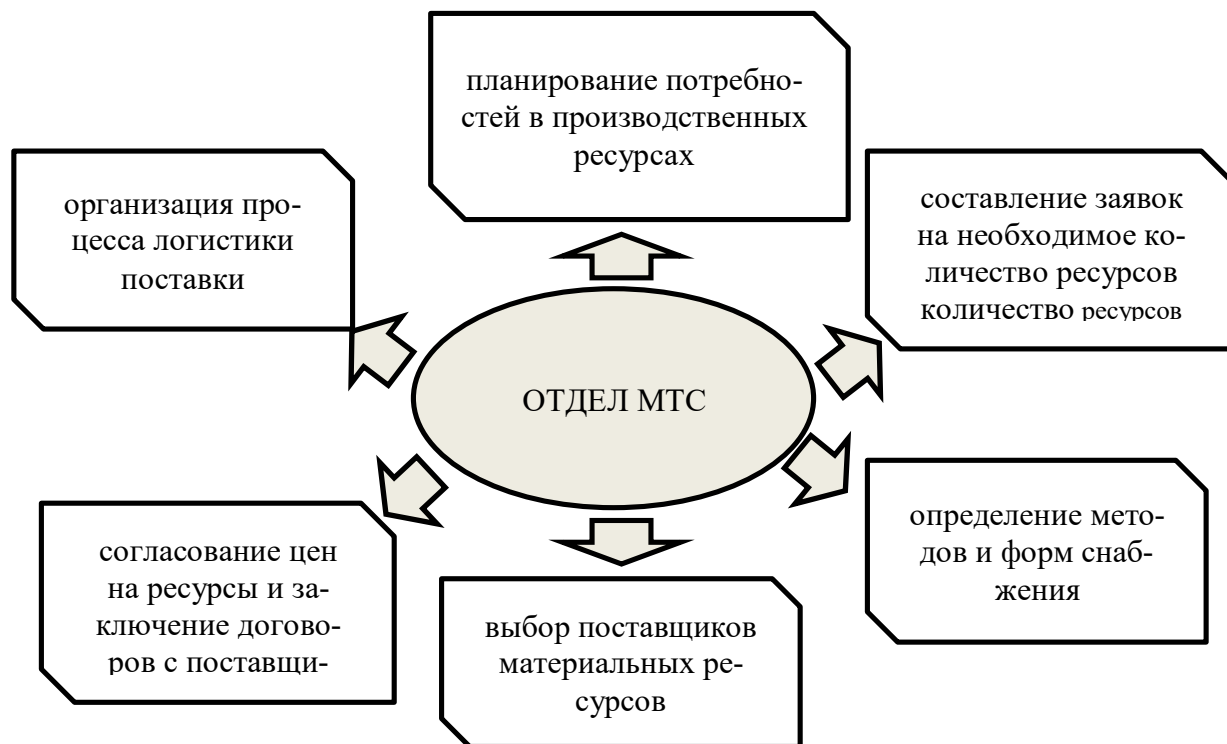 планирование потребно-
стей в производственных
ресурсах
организация про-
цесса логистики
поставки
составление заявок
на необходимое ко-
личество ресурсов
количество ресурсов
ОТДЕЛ МТС
согласование цен
на ресурсы и за-
ключение догово-
ров с поставщи-
выбор поставщиков
материальных ре-
сурсов
определение мето-
дов и форм снаб-
жения